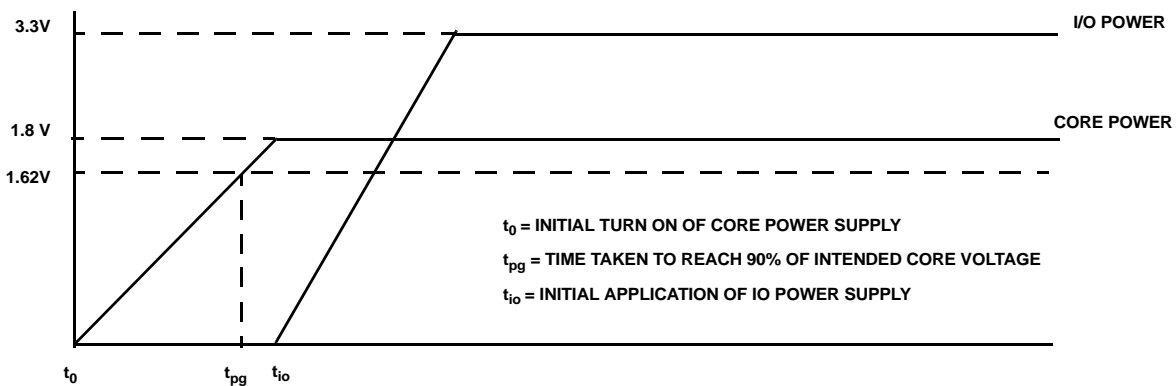 3.3V
I/O POWER
1.8 V
CORE POWER
1.62V
t0 = INITIAL TURN ON OF CORE POWER SUPPLY
tpg = TIME TAKEN TO REACH 90% OF INTENDED CORE VOLTAGE
tio = INITIAL APPLICATION OF IO POWER SUPPLY
t0
tpg
tio